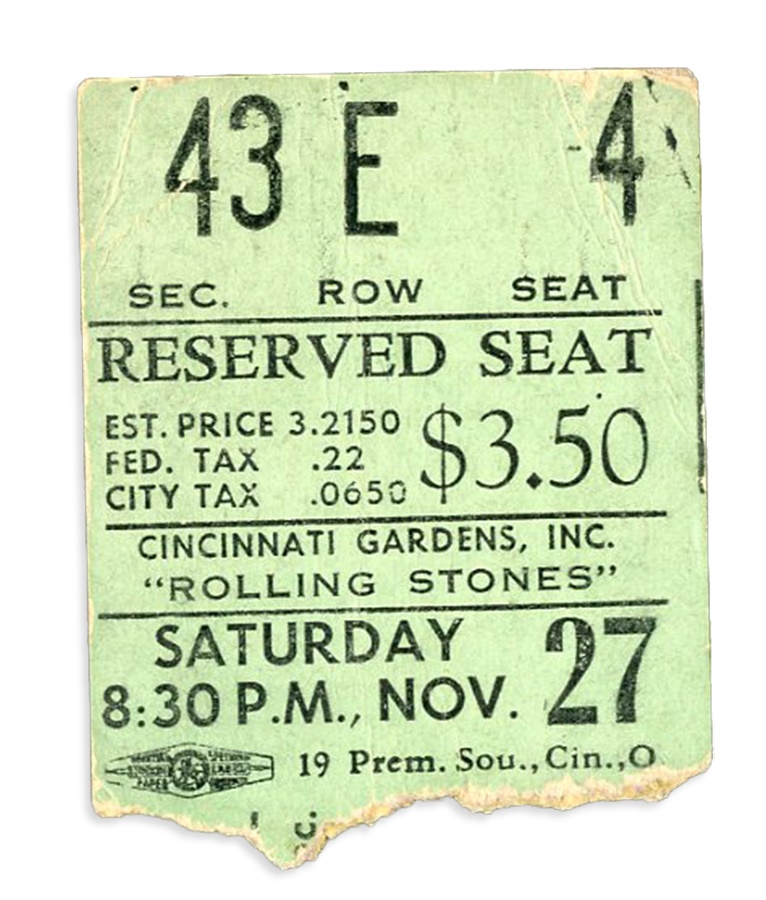 43 E 4
SEC. ROW SEAT
RESERVED SEAT
EST. PRICE 3.2150
FED. TAX .22
CITY TAX .0650
$3.50
CINCINNATI GARDENS, INC.
"ROLLING STONES"
SATURDAY
8:30 P.M., NOV. 27
19 Prem. Sou., Cin., O